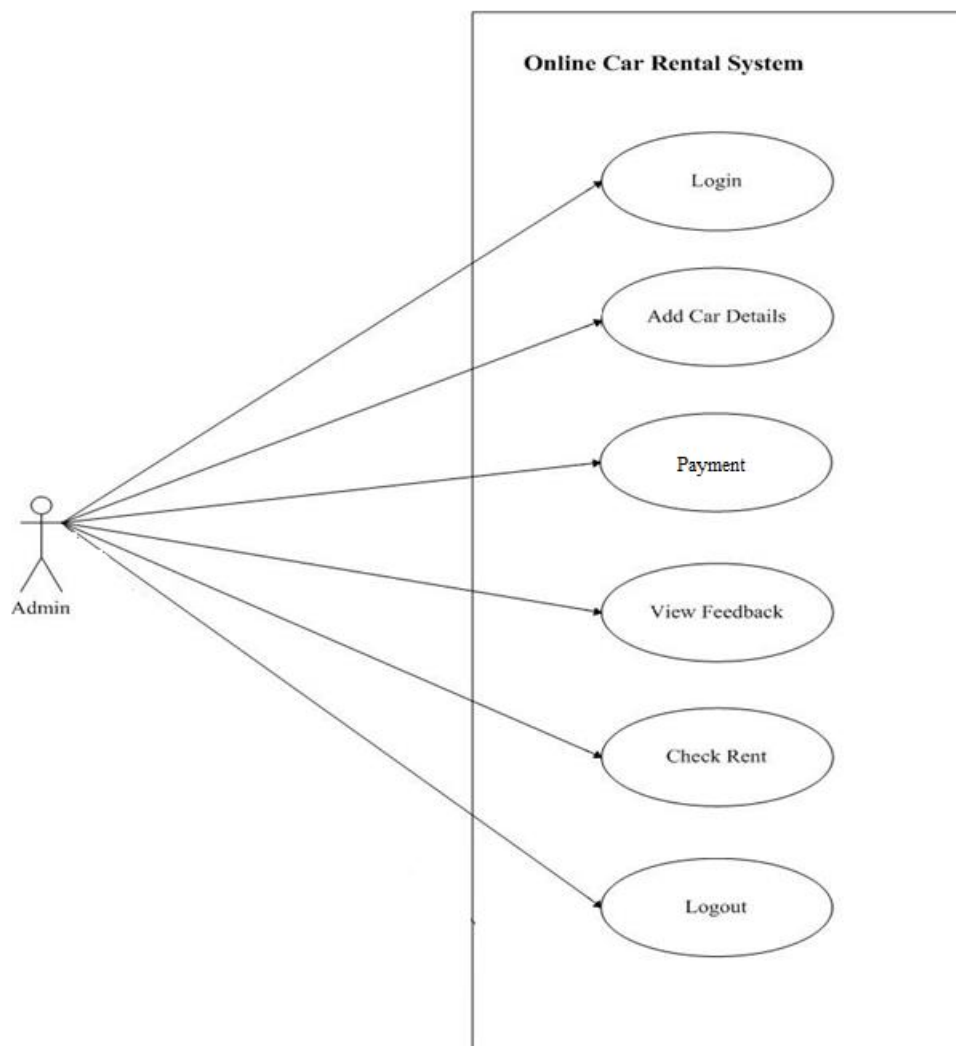 Online Car Rental System
Login
Add Car Details
Payment
Admin
View Feedback
Check Rent
Logout